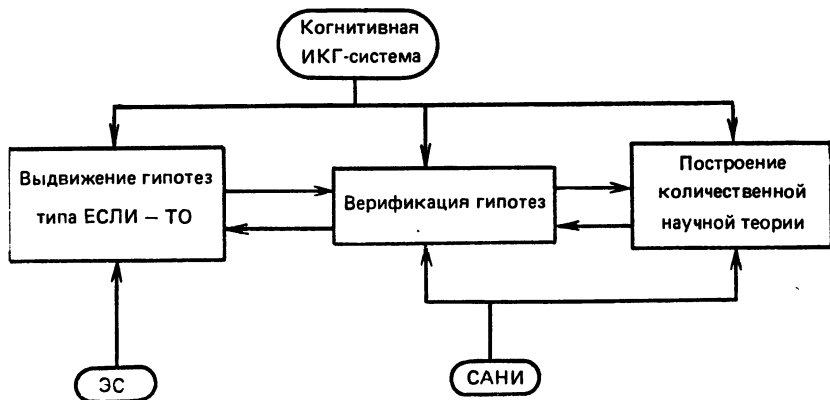 Когнитивная
ИКГ-система
Выдвижение гипотез
типа ЕСЛИ — ТО
Верификация гипотез
Построение
количественной
научной теории
ЭС
САНИ